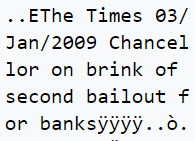 ..EThe Times 03/
Jan/2009 Chancel
lor on brink of
second bailout f
or banksÿÿÿÿ..ò.